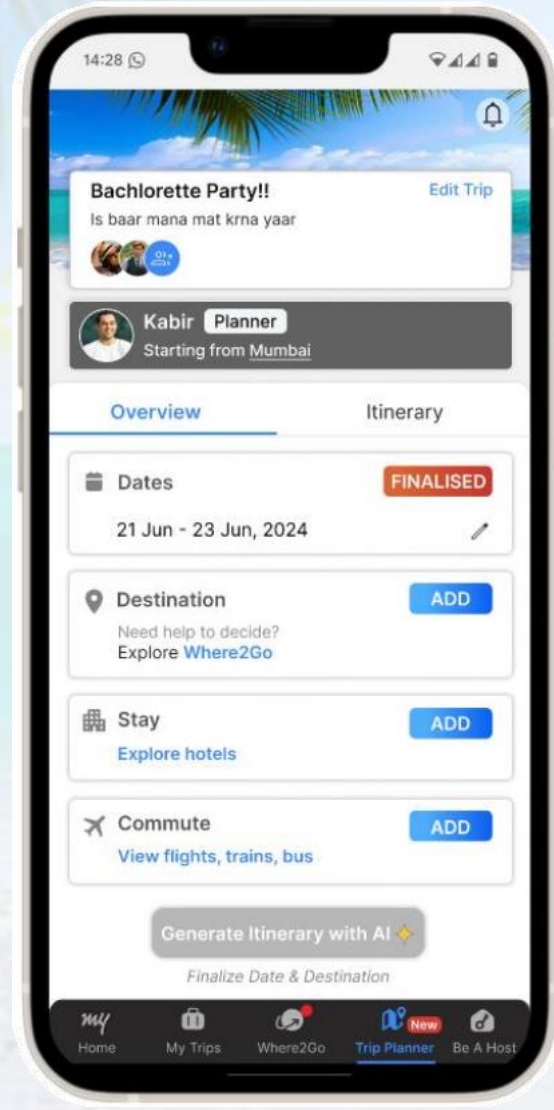 14:28
Bachlorette Party!!
Edit Trip
Is baar mana mat krna yaar
Kabir Planner
Starting from Mumbai
Overview Itinerary
Dates FINALISED
21 Jun - 23 Jun, 2024
Destination ADD
Need help to decide?
Explore Where2Go
Stay ADD
Explore hotels
Commute ADD
View flights, trains, bus
Generate Itinerary with AI
Finalize Date & Destination
my New
Home My Trips Where2Go Trip Planner Be A Host